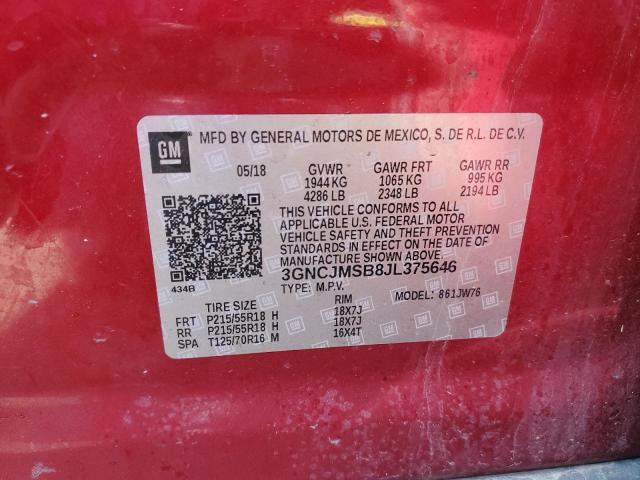 GM MFD BY GENERAL MOTORS DE MEXICO, S. DE R.L. DE C.V.
05/18 GVWR GAWR FRT GAWR RR
1944 KG 1065 KG 995 KG
4286 LB 2348 LB 2194 LB
THIS VEHICLE CONFORMS TO ALL
APPLICABLE U.S. FEDERAL MOTOR
VEHICLE SAFETY AND THEFT PREVENTION
STANDARDS IN EFFECT ON THE DATE OF
MANUFACTURE SHOWN ABOVE.
3GNCJMSB8JL375646
434B TYPE: M.P.V. MODEL: 861JW76
TIRE SIZE RIM
FRT P215/55R18 H 18X7J
RR P215/55R18 H 18X7J
SPA T125/70R16 M 16X4T